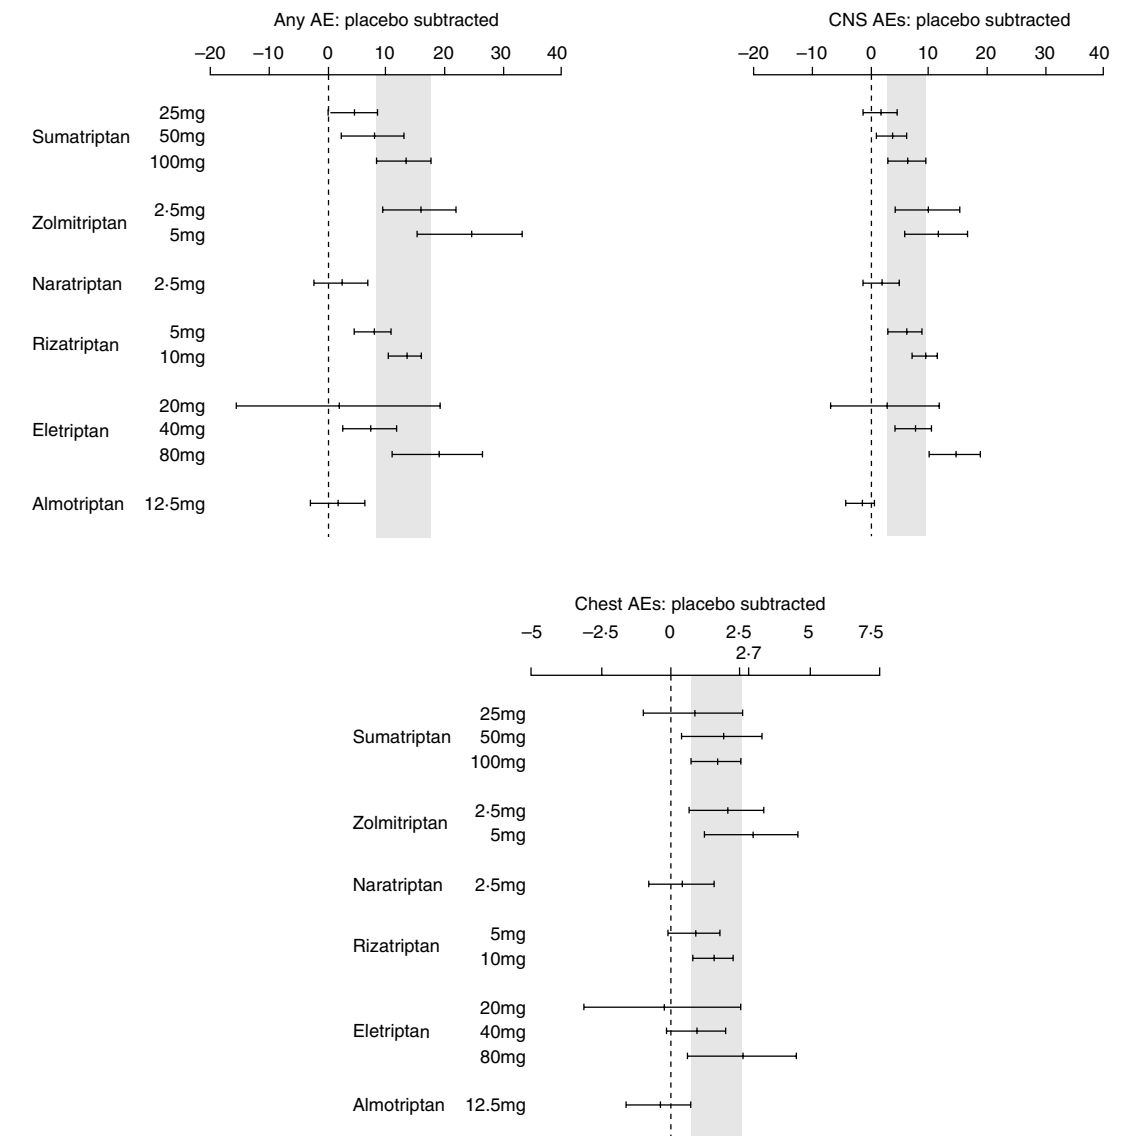 Any AE: placebo subtracted
–20 –10 0 10 20 30 40
25mg
Sumatriptan 50mg
100mg
2·5mg
Zolmitriptan
5mg
Naratriptan 2·5mg
5mg
Rizatriptan
10mg
20mg
Eletriptan 40mg
80mg
Almotriptan 12·5mg
CNS AEs: placebo subtracted
–20 –10 0 10 20 30 40
Chest AEs: placebo subtracted
–5 –2·5 0 2·5 5 7·5
2·7
25mg
Sumatriptan 50mg
100mg
2·5mg
Zolmitriptan
5mg
Naratriptan 2·5mg
5mg
Rizatriptan
10mg
20mg
Eletriptan 40mg
80mg
Almotriptan 12.5mg